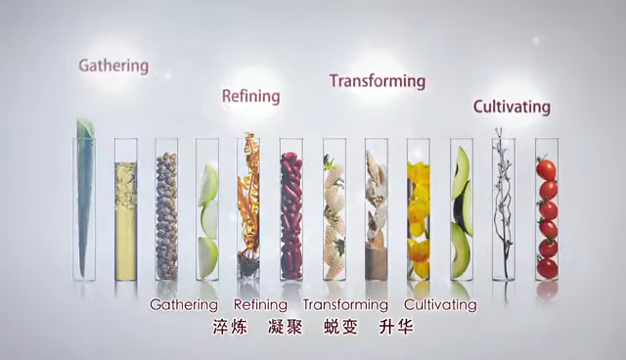 Gathering
Refining
Transforming
Cultivating
Gathering Refining Transforming Cultivating
淬炼 凝聚 蜕变 升华